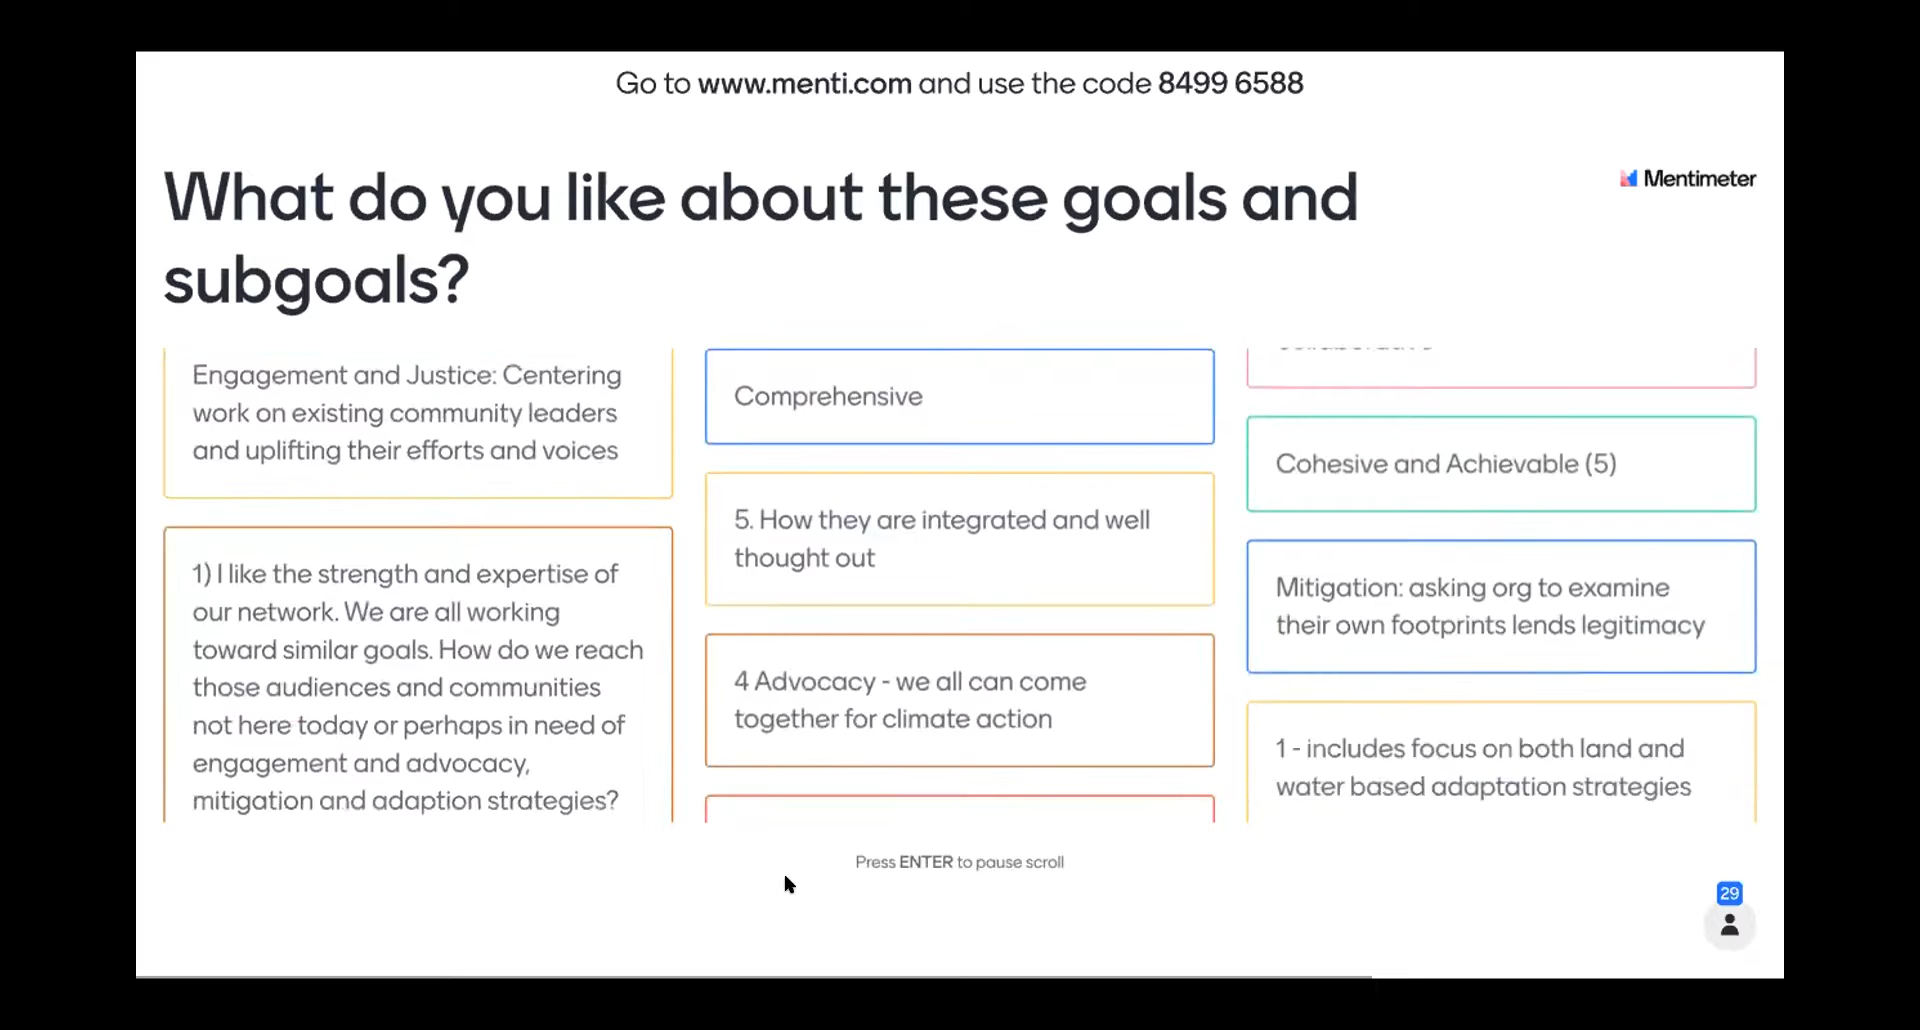 Go to www.menti.com and use the code 8499 6588
What do you like about these goals and
subgoals?
Mentimeter
Engagement and Justice: Centering
work on existing community leaders
and uplifting their efforts and voices
1) I like the strength and expertise of
our network. We are all working
toward similar goals. How do we reach
those audiences and communities
not here today or perhaps in need of
engagement and advocacy,
mitigation and adaption strategies?
Comprehensive
5. How they are integrated and well
thought out
4 Advocacy - we all can come
together for climate action
Cohesive and Achievable (5)
Mitigation: asking org to examine
their own footprints lends legitimacy
1 - includes focus on both land and
water based adaptation strategies
Press ENTER to pause scroll
29